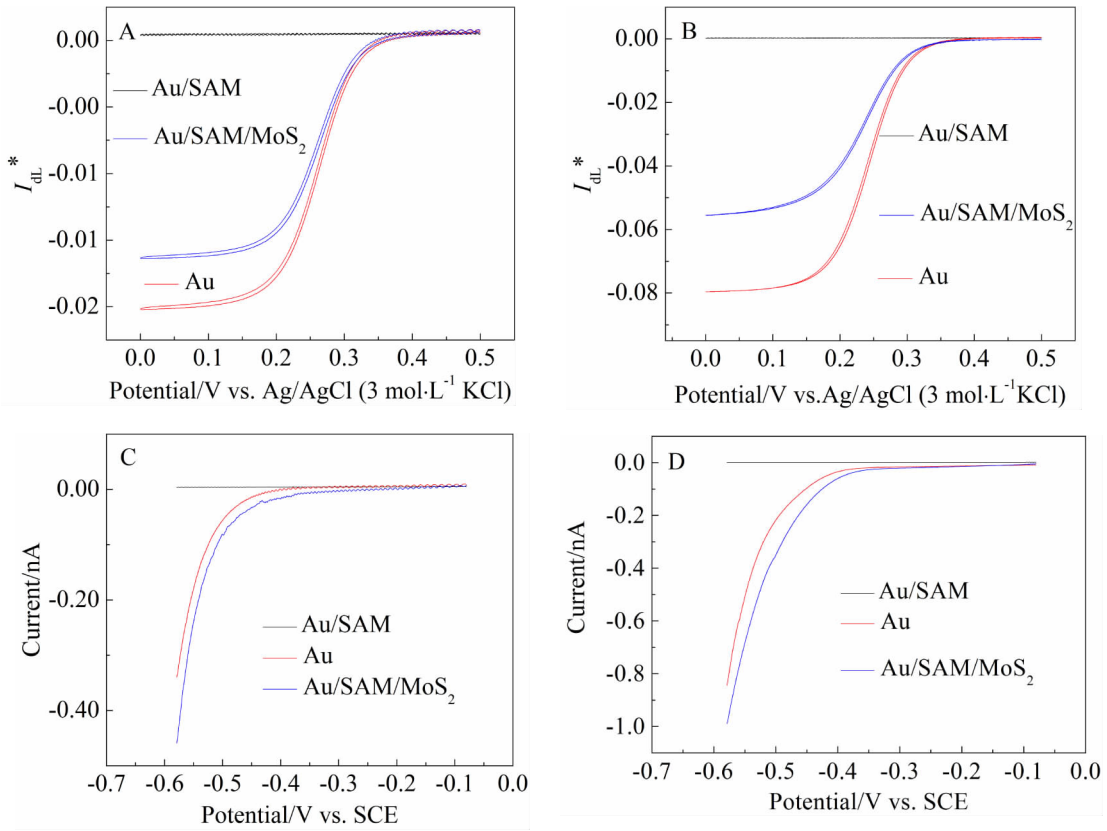 A
0.00
-0.00
-0.01
-0.01
-0.02
I_dL*
Au/SAM
Au/SAM/MoS₂
Au
0.0 0.1 0.2 0.3 0.4 0.5
Potential/V vs. Ag/AgCl (3 mol·L⁻¹ KCl)
B
0.00
-0.02
-0.04
-0.06
-0.08
I_dL*
Au/SAM
Au/SAM/MoS₂
Au
0.0 0.1 0.2 0.3 0.4 0.5
Potential/V vs.Ag/AgCl (3 mol·L⁻¹KCl)
C
0.00
-0.20
-0.40
Current/nA
Au/SAM
Au
Au/SAM/MoS₂
-0.7 -0.6 -0.5 -0.4 -0.3 -0.2 -0.1 0.0
Potential/V vs. SCE
D
0.0
-0.2
-0.4
-0.6
-0.8
-1.0
Current/nA
Au/SAM
Au
Au/SAM/MoS₂
-0.7 -0.6 -0.5 -0.4 -0.3 -0.2 -0.1 0.0
Potential/V vs. SCE